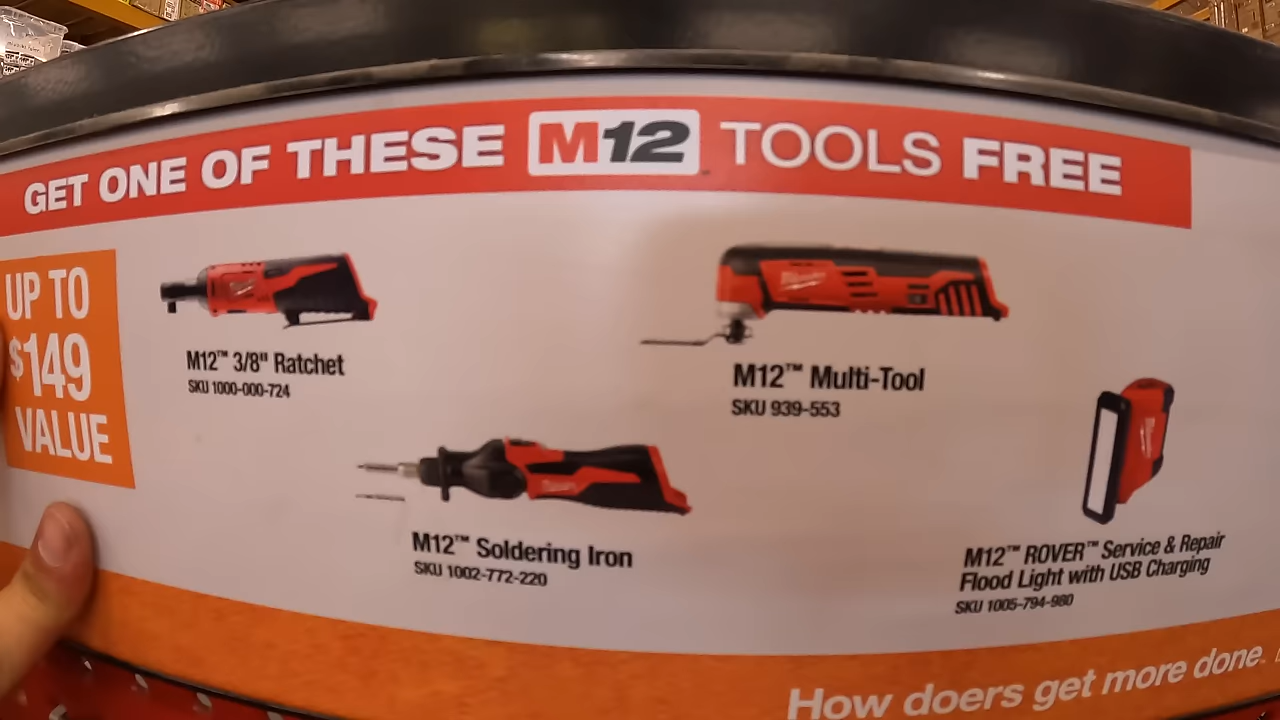 GET ONE OF THESE M12 TOOLS FREE
UP TO
$149
VALUE
M12™ 3/8" Ratchet
SKU 1000-000-724
M12™ Multi-Tool
SKU 939-553
M12™ Soldering Iron
SKU 1002-772-220
M12™ ROVER™ Service & Repair
Flood Light with USB Charging
SKU 1005-794-980
How doers get more done.